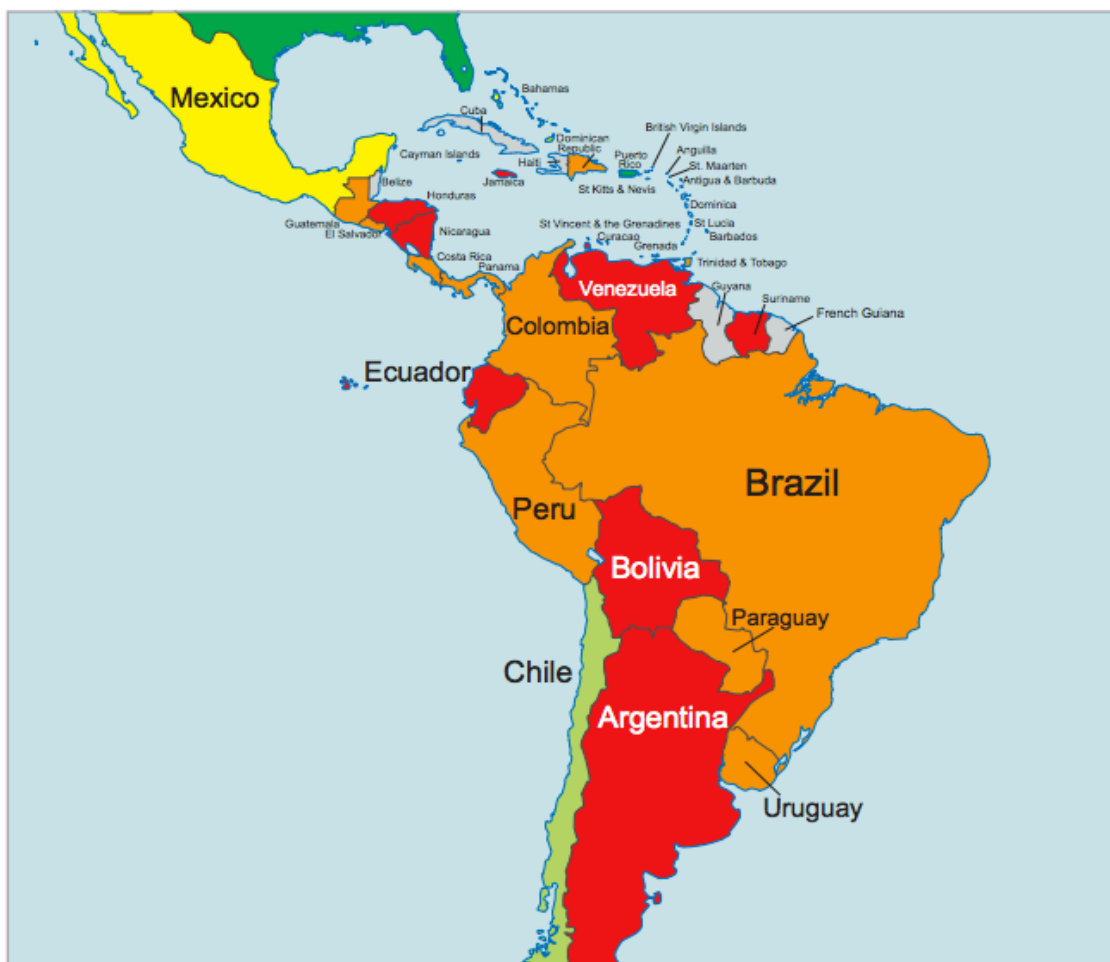 Mexico
Bahamas
Cuba
British Virgin Islands
Dominican
Republic
Cayman Islands
Haiti
Puerto
Rico
Anguilla
St. Maarten
Jamaica
Belize
St Kitts & Nevis
Antigua & Barbuda
Honduras
Dominica
Guatemala
El Salvador
Nicaragua
St Vincent & the Grenadines
St Lucia
Curacao
Barbados
Costa Rica
Grenada
Panama
Trinidad & Tobago
Venezuela
Guyana
Suriname
French Guiana
Colombia
Ecuador
Brazil
Peru
Bolivia
Paraguay
Chile
Argentina
Uruguay